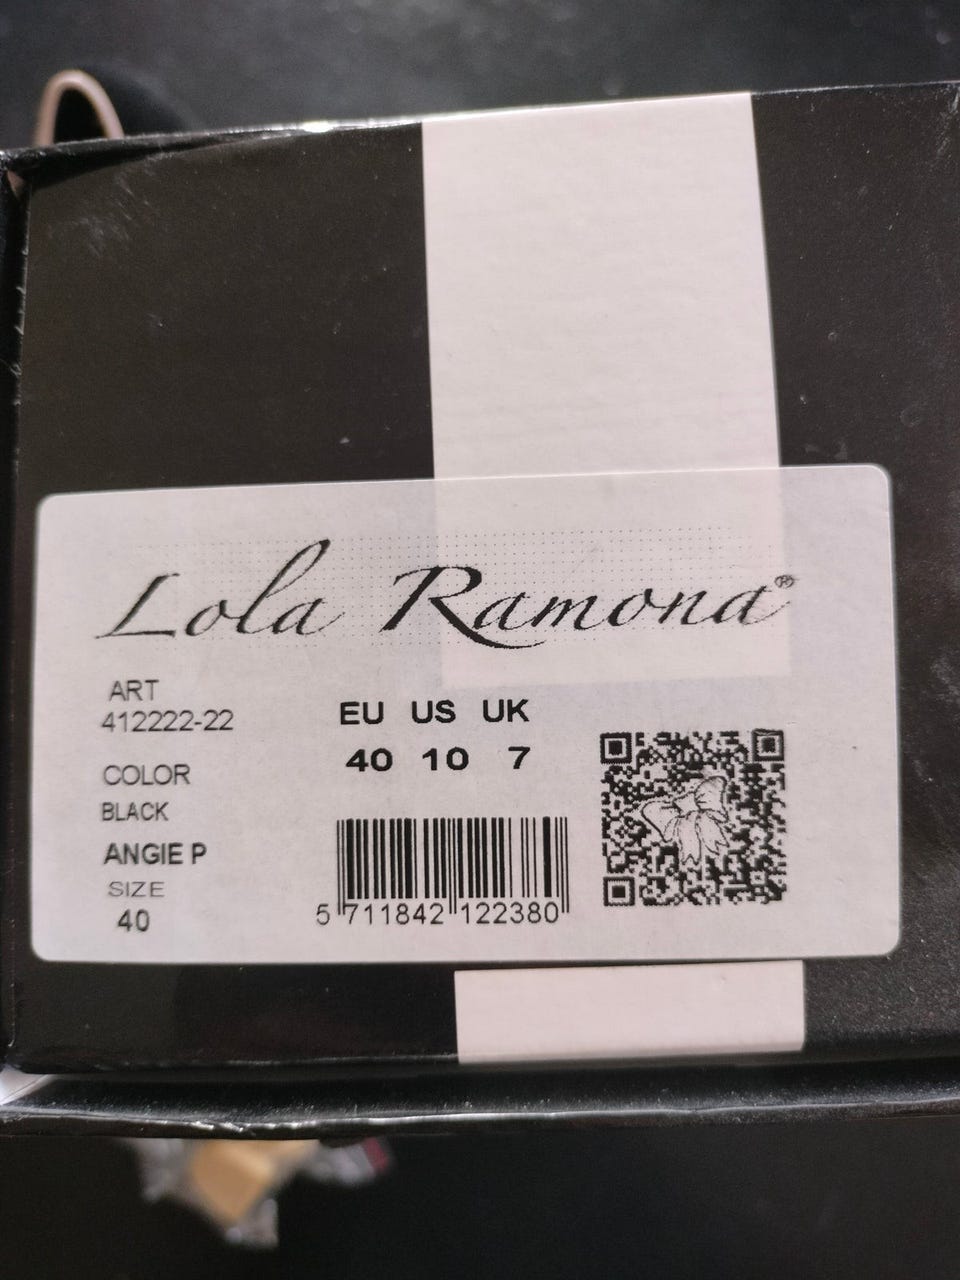 Lola Ramona®
ART
412222-22
COLOR
BLACK
ANGIE P
SIZE
40
EU US UK
40 10 7
5 711842 122380